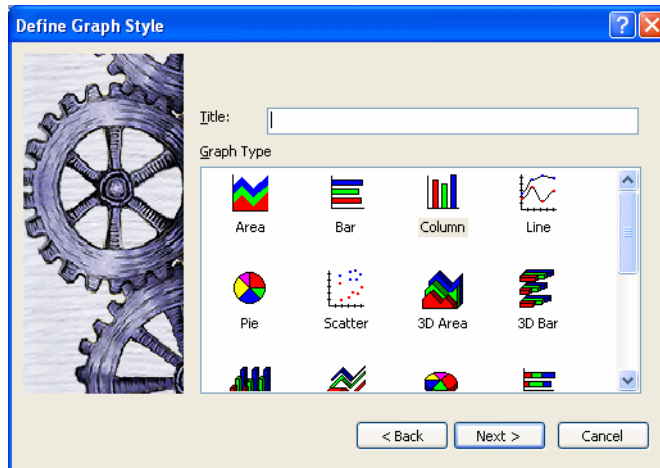 Define Graph Style
Title:
Graph Type
Area Bar Column Line
Pie Scatter 3D Area 3D Bar
< Back Next > Cancel